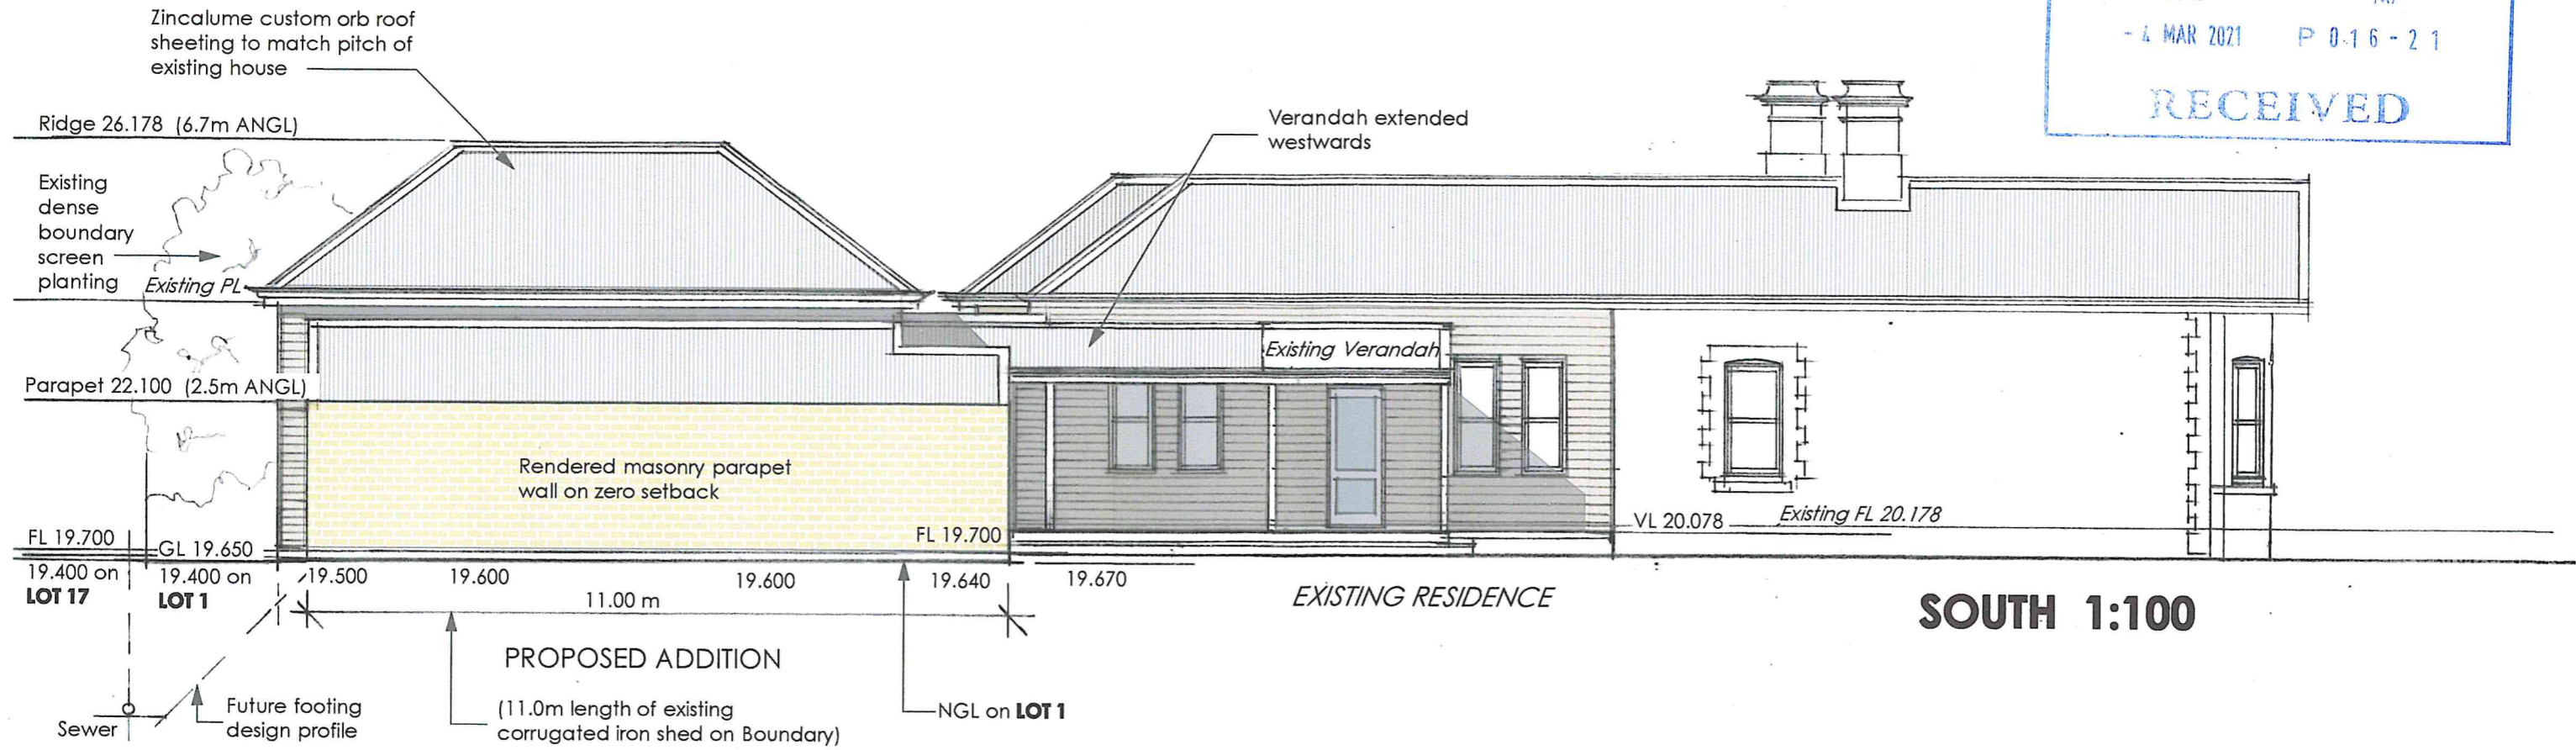 Zincalume custom orb roof
sheeting to match pitch of
existing house
- 4 MAR 2021 P 016-21
RECEIVED
Ridge 26.178 (6.7m ANGL)
Verandah extended
westwards
Existing
dense
boundary
screen
planting
Existing PL
Existing Verandah
Parapet 22.100 (2.5m ANGL)
Rendered masonry parapet
wall on zero setback
FL 19.700
GL 19.650
FL 19.700
VL 20.078
Existing FL 20.178
19.400 on
LOT 17
19.400 on
LOT 1
19.500
19.600
19.600
19.640
19.670
11.00 m
EXISTING RESIDENCE
SOUTH 1:100
PROPOSED ADDITION
(11.0m length of existing
corrugated iron shed on Boundary)
NGL on LOT 1
Future footing
design profile
Sewer